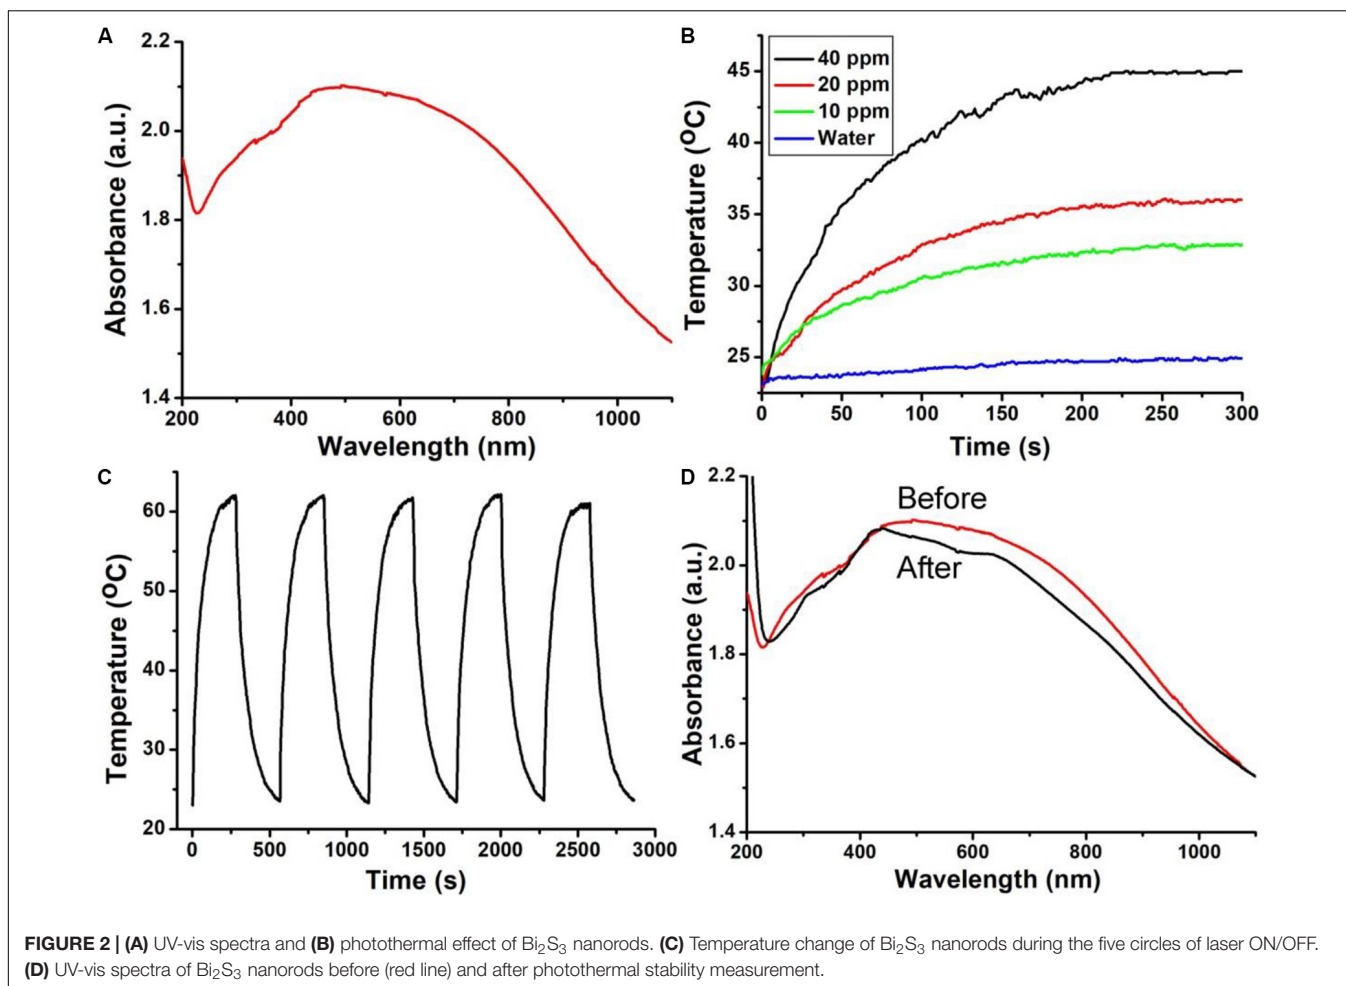 A
2.2
2.0
1.8
1.6
1.4
Absorbance (a.u.)
200 400 600 800 1000
Wavelength (nm)
B
40 ppm
20 ppm
10 ppm
Water
45
40
35
30
25
Temperature (ºC)
0 50 100 150 200 250 300
Time (s)
C
60
50
40
30
20
Temperature (ºC)
0 500 1000 1500 2000 2500 3000
Time (s)
D
2.2
2.0
1.8
1.6
1.4
Absorbance (a.u.)
Before
After
200 400 600 800 1000
Wavelength (nm)
FIGURE 2 | (A) UV-vis spectra and (B) photothermal effect of Bi₂S₃ nanorods. (C) Temperature change of Bi₂S₃ nanorods during the five circles of laser ON/OFF.
(D) UV-vis spectra of Bi₂S₃ nanorods before (red line) and after photothermal stability measurement.